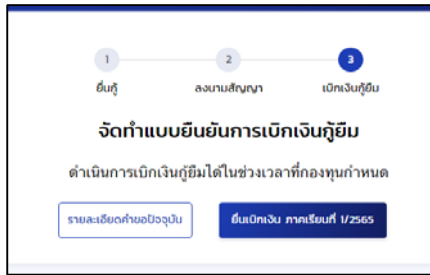 1 2 3
ยื่นกู้ ลงนามสัญญา เบิกเงินกู้ยืม
จัดทำแบบยืนยันการเบิกเงินกู้ยืม
ดำเนินการเบิกเงินกู้ยืมได้ในช่วงเวลาที่กองทุนกำหนด
รายละเอียดคำขอปัจจุบัน ยื่นเบิกเงิน ภาคเรียนที่ 1/2565